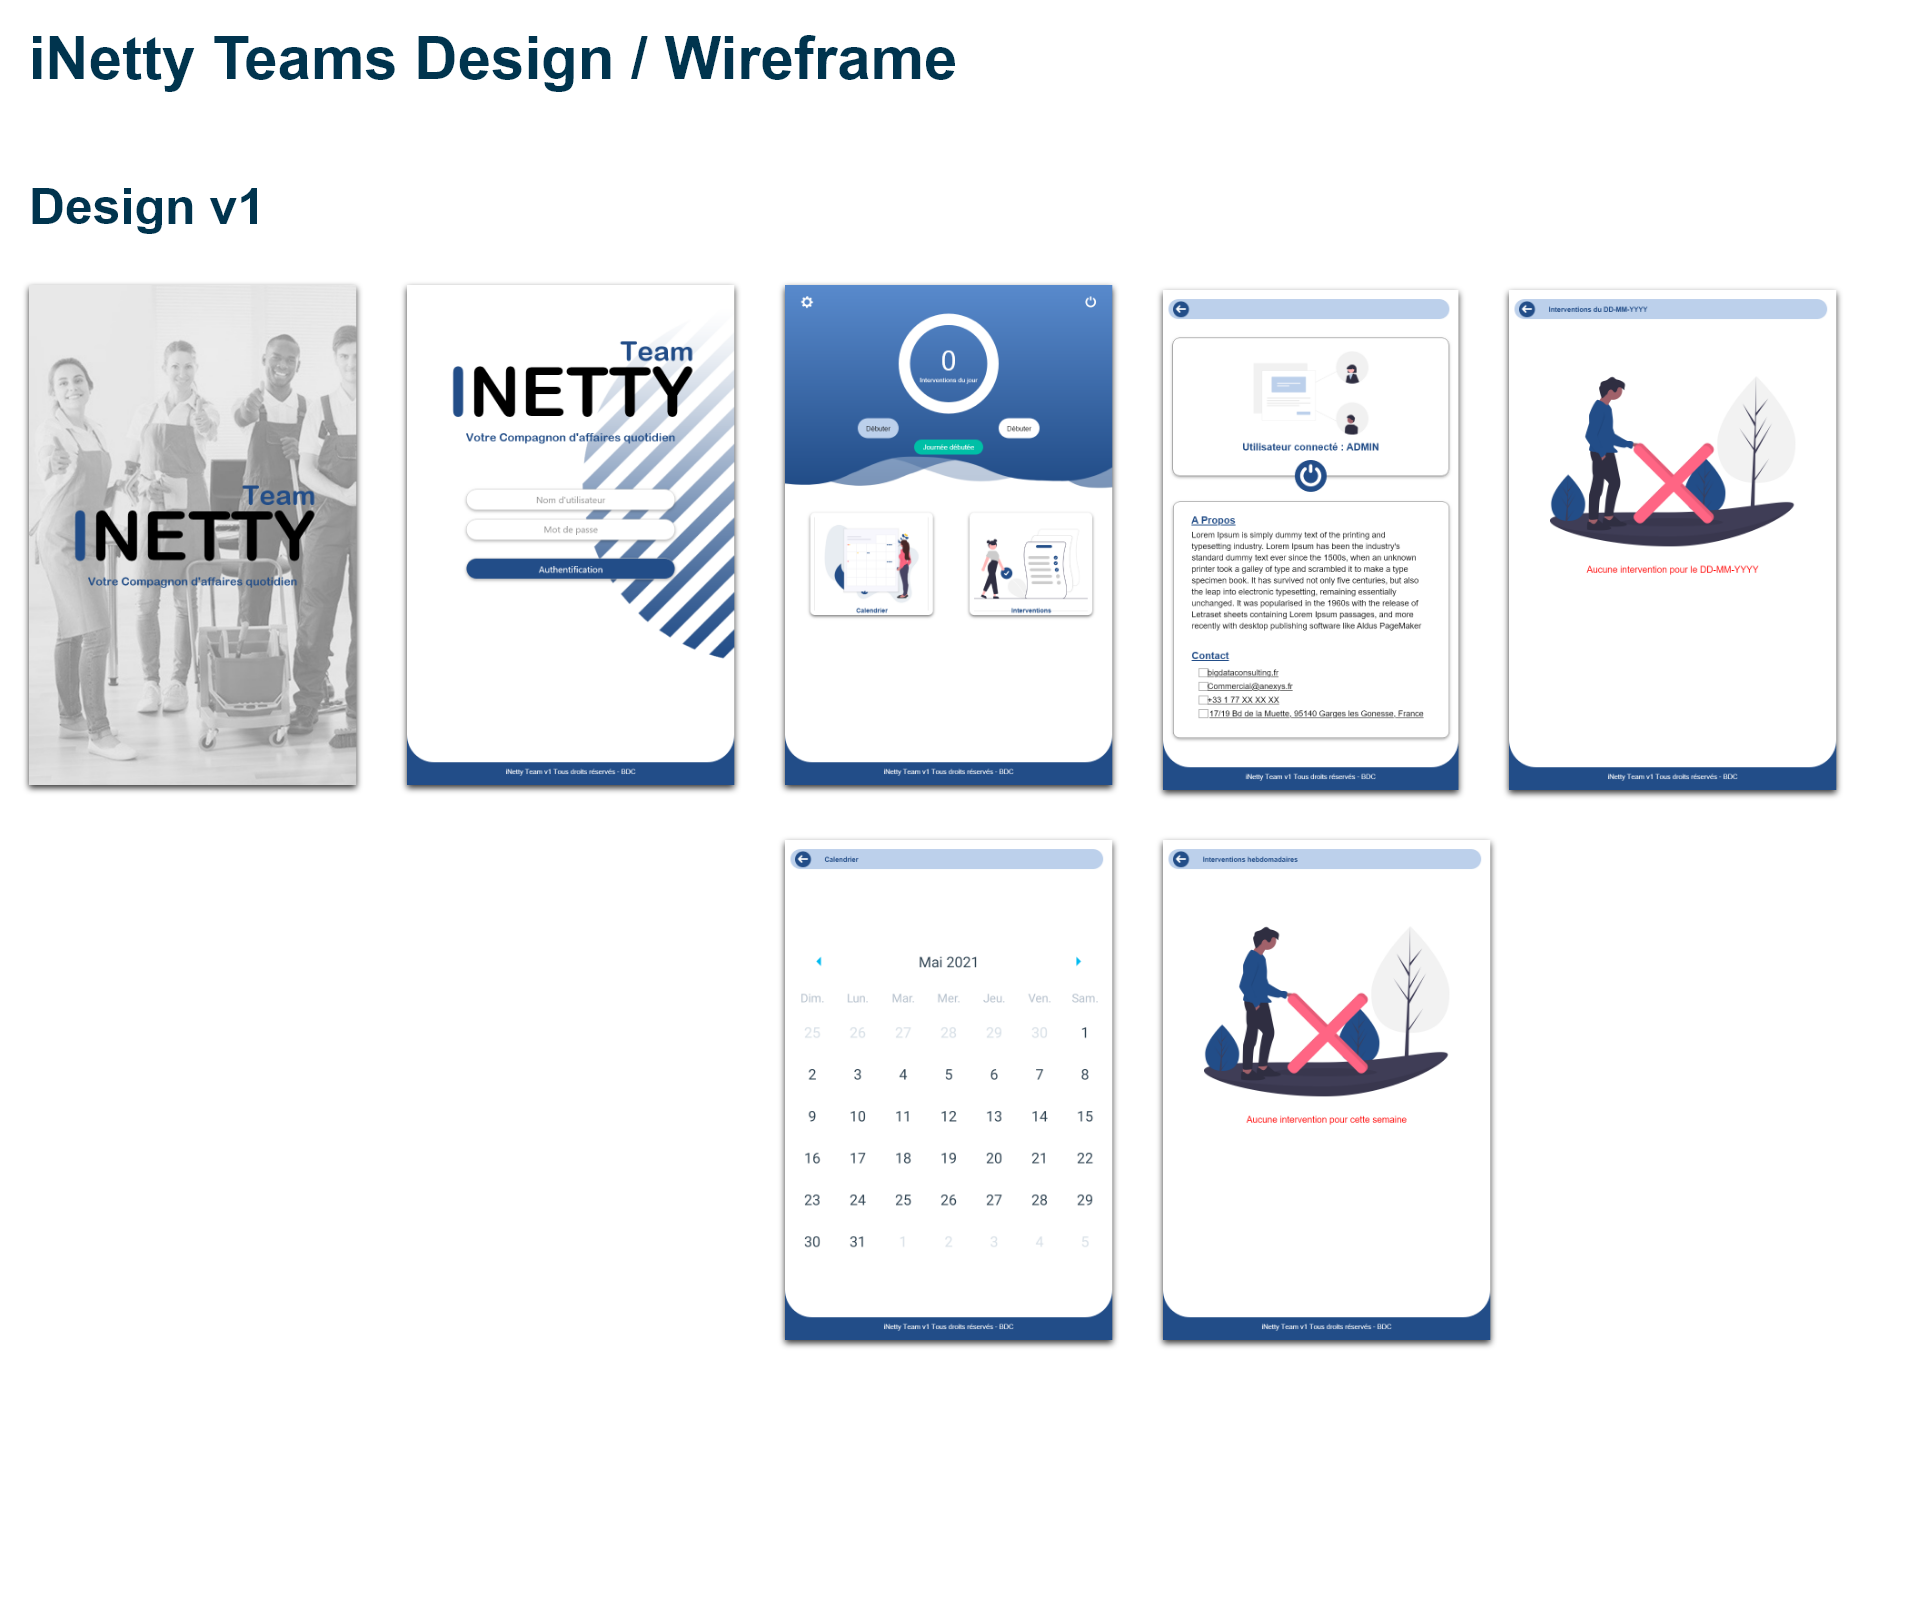 iNetty Teams Design / Wireframe
Design v1
Team
INETTY
Votre Compagnon d'affaires quotidien
Team
INETTY
Votre Compagnon d'affaires quotidien
Nom d'utilisateur
Mot de passe
Authentification
iNetty Team v1 Tous droits réservés - BDC
0
Interventions du jour
Débuter
Débuter
Journée débutée
Calendrier
Interventions
iNetty Team v1 Tous droits réservés - BDC
Utilisateur connecté : ADMIN
A Propos
Lorem Ipsum is simply dummy text of the printing and
typesetting industry. Lorem Ipsum has been the industry's
standard dummy text ever since the 1500s, when an unknown
printer took a galley of type and scrambled it to make a type
specimen book. It has survived not only five centuries, but also
the leap into electronic typesetting, remaining essentially
unchanged. It was popularised in the 1960s with the release of
Letraset sheets containing Lorem Ipsum passages, and more
recently with desktop publishing software like Aldus PageMaker
Contact
bigdataconsulting.fr
Commercial@anexys.fr
+33 1 77 XX XX XX
17/19 Bd de la Muette, 95140 Garges les Gonesse, France
iNetty Team v1 Tous droits réservés - BDC
Interventions du DD-MM-YYYY
Aucune intervention pour le DD-MM-YYYY
iNetty Team v1 Tous droits réservés - BDC
Calendrier
Mai 2021
Dim. Lun. Mar. Mer. Jeu. Ven. Sam.
25 26 27 28 29 30 1
2 3 4 5 6 7 8
9 10 11 12 13 14 15
16 17 18 19 20 21 22
23 24 25 26 27 28 29
30 31 1 2 3 4 5
iNetty Team v1 Tous droits réservés - BDC
Interventions hebdomadaires
Aucune intervention pour cette semaine
iNetty Team v1 Tous droits réservés - BDC